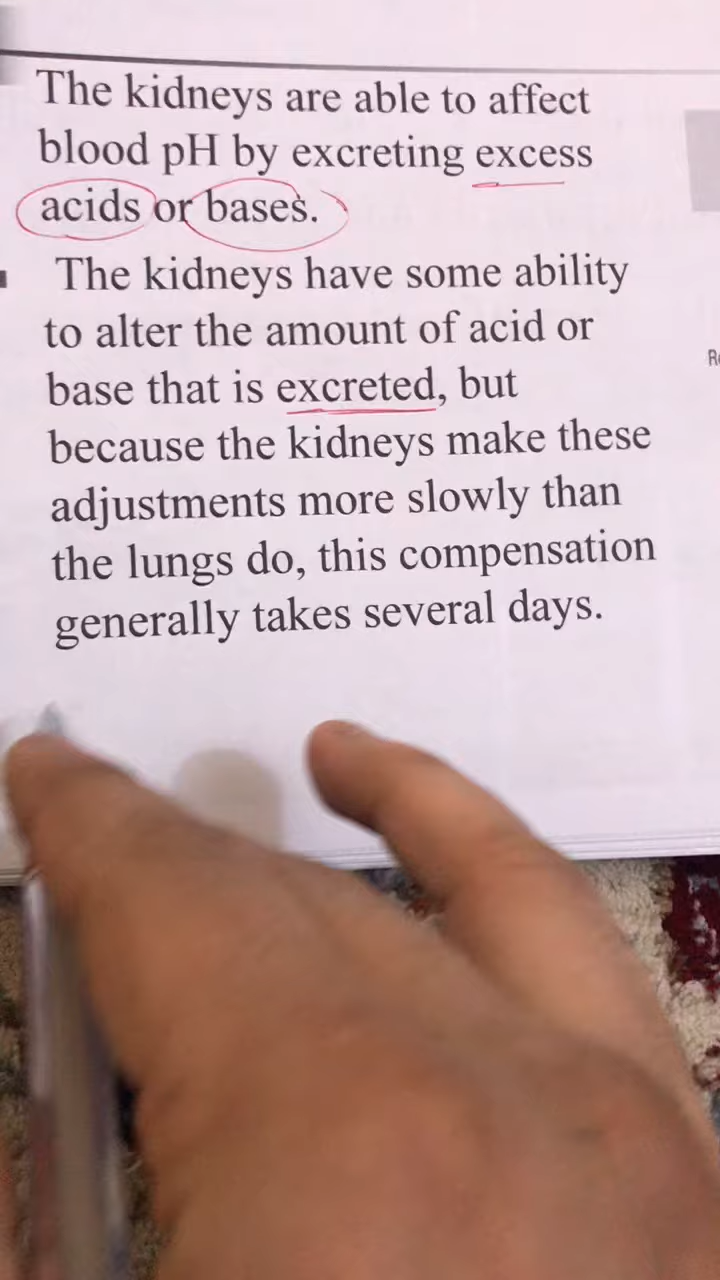 The kidneys are able to affect
blood pH by excreting excess
acids or bases.
The kidneys have some ability
to alter the amount of acid or
base that is excreted, but
because the kidneys make these
adjustments more slowly than
the lungs do, this compensation
generally takes several days.